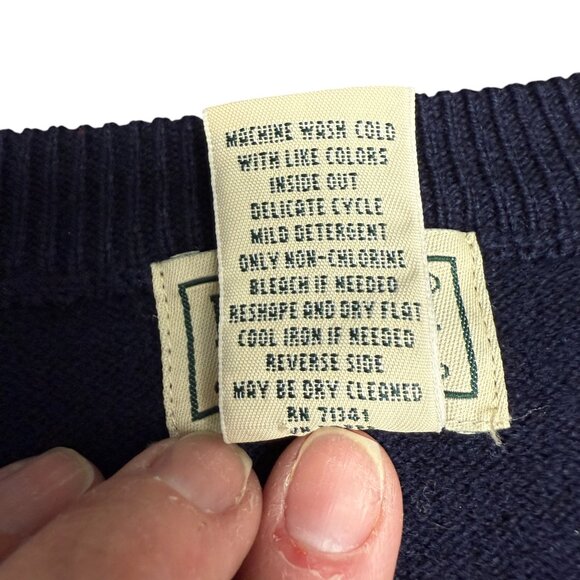 MACHINE WASH COLD
WITH LIKE COLORS
INSIDE OUT
DELICATE CYCLE
MILD DETERGENT
ONLY NON-CHLORINE
BLEACH IF NEEDED
RESHAPE AND DRY FLAT
COOL IRON IF NEEDED
REVERSE SIDE
MAY BE DRY CLEANED
RN 71341